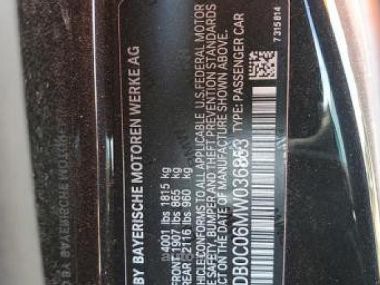 BY BAYERISCHE MOTOREN WERKE AG
4001 lbs 1815 kg
FRONT 1907 lbs 865 kg
REAR 2116 lbs 960 kg
VEHICLE CONFORMS TO ALL APPLICABLE U.S. FEDERAL MOTOR
SAFETY, BUMPER AND THEFT PREVENTION STANDARDS
IN EFFECT ON THE DATE OF MANUFACTURE SHOWN ABOVE.
DB0C06MW036863 TYPE: PASSENGER CAR
7315814